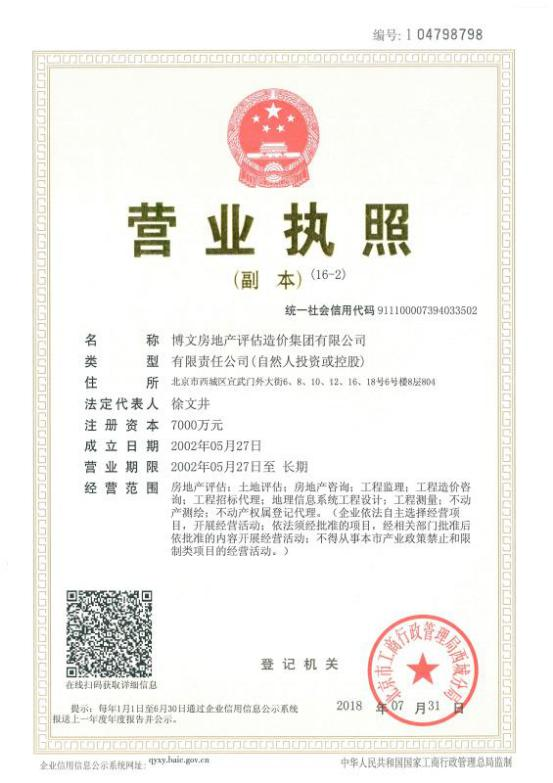 编号: 1 04798798
营业执照
(副 本) (16-2)
统一社会信用代码 911100007394033502
名 称 博文房地产评估造价集团有限公司
类 型 有限责任公司(自然人投资或控股)
住 所 北京市西城区宣武门外大街6、8、10、12、16、18号6号楼8层804
法定代表人 徐文井
注册资本 7000万元
成立日期 2002年05月27日
营业期限 2002年05月27日至 长期
经营范围 房地产评估；土地评估；房地产咨询；工程监理；工程造价咨
询；工程招标代理；地理信息系统工程设计；工程测量；不动
产测绘；不动产权属登记代理。（企业依法自主选择经营项
目，开展经营活动；依法须经批准的项目，经相关部门批准后
依批准的内容开展经营活动；不得从事本市产业政策禁止和限
制类项目的经营活动。）
在线扫码获取详细信息
登记机关
北京市工商行政管理局西城分局
提示：每年1月1日至6月30日通过企业信用信息公示系统
报送上一年度年度报告并公示。
2018 年07 月31 日
企业信用信息公示系统网址: qyxy.baic.gov.cn
中华人民共和国国家工商行政管理总局监制